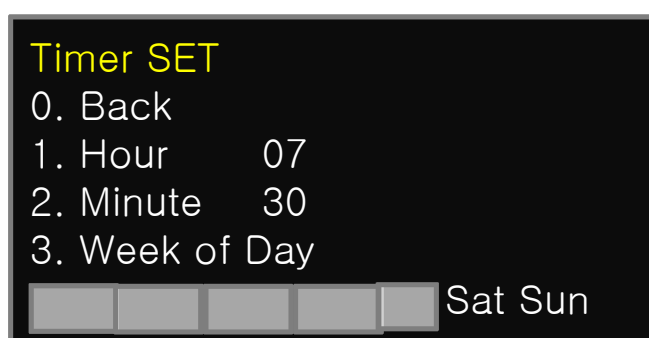 Timer SET
0. Back
1. Hour 07
2. Minute 30
3. Week of Day
Sat Sun